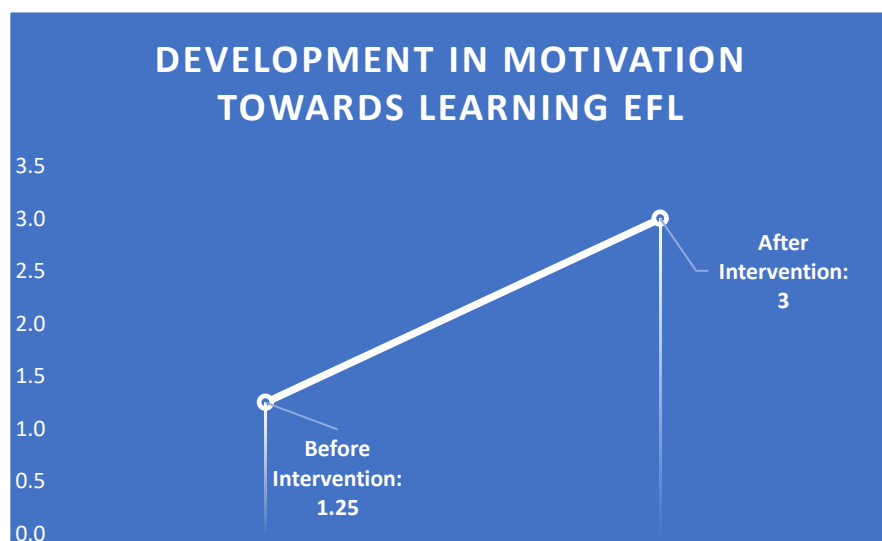 DEVELOPMENT IN MOTIVATION
TOWARDS LEARNING EFL
3.5
3.0
2.5
2.0
1.5
1.0
0.5
0.0
After
Intervention:
3
Before
Intervention:
1.25